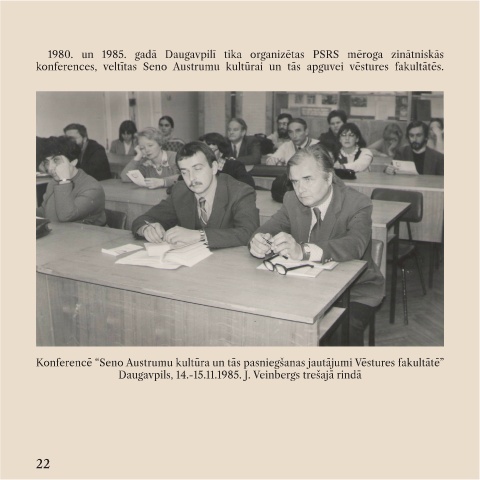 1980. un 1985. gadā Daugavpilī tika organizētas PSRS mēroga zinātniskās
konferences, veltītas Seno Austrumu kultūrai un tās apguvei vēstures fakultātēs.
Konferencē “Seno Austrumu kultūra un tās pasniegšanas jautājumi Vēstures fakultātē”
Daugavpils, 14.-15.11.1985. J. Veinbergs trešajā rindā
22